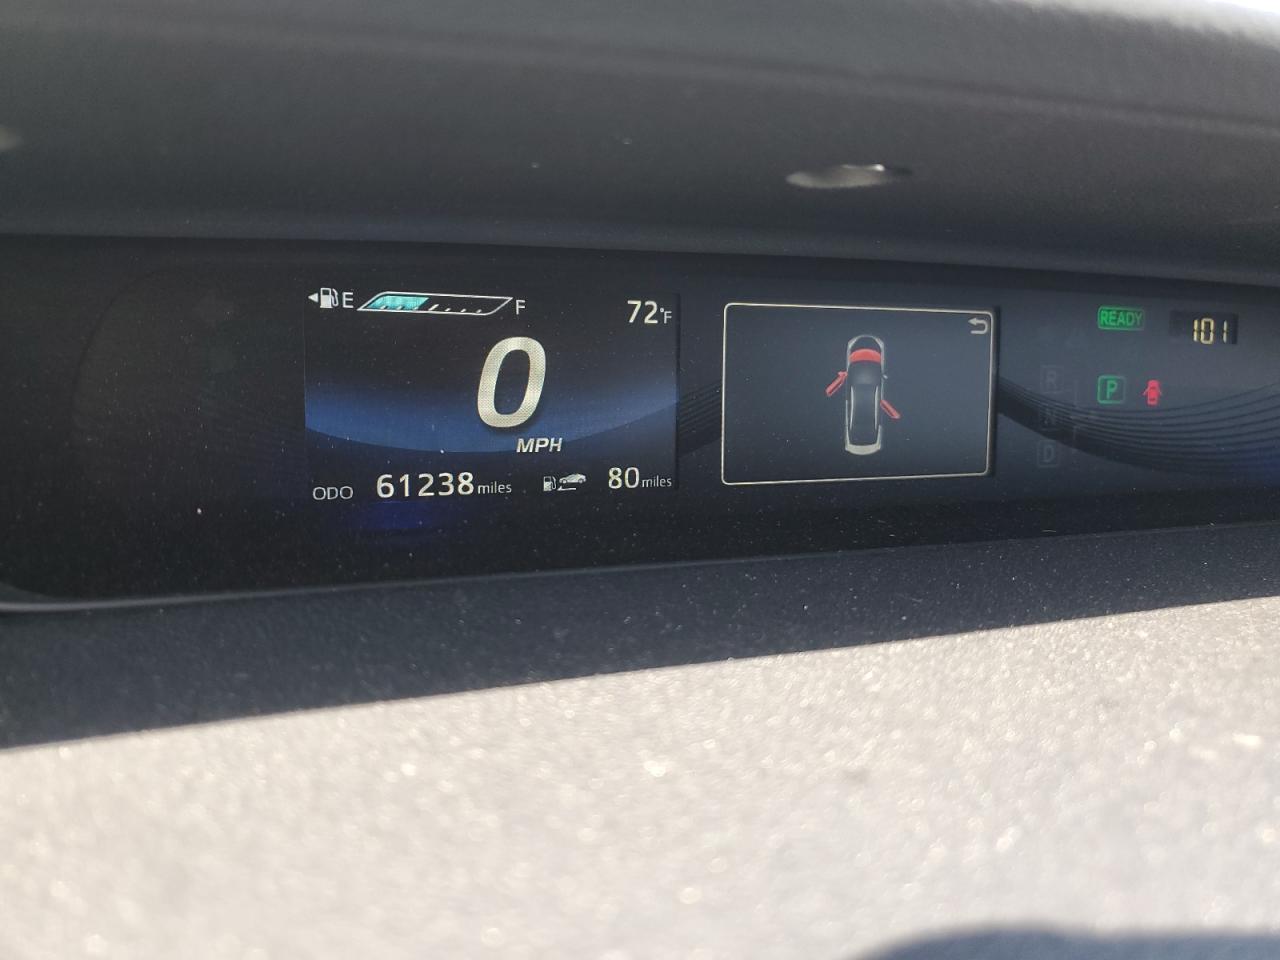 E F 72°F
0
MPH
ODO 61238 miles 80 miles
READY 101
R
P
N
D